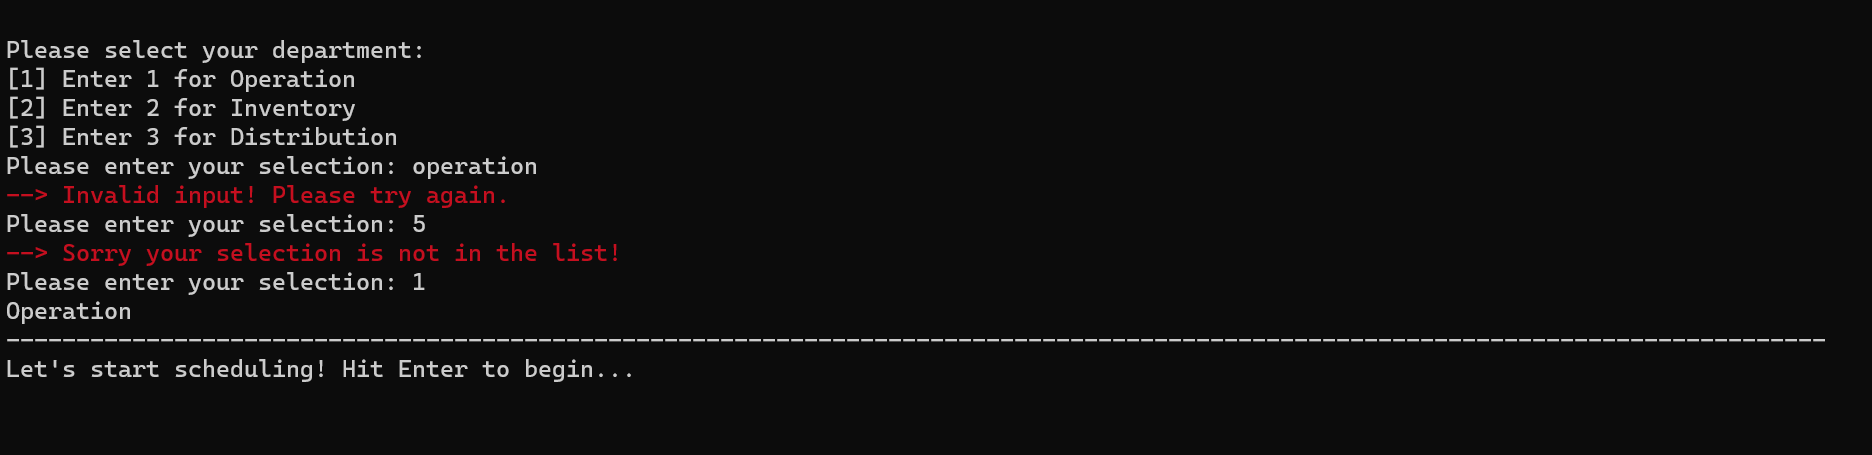 Please select your department:
[1] Enter 1 for Operation
[2] Enter 2 for Inventory
[3] Enter 3 for Distribution
Please enter your selection: operation
--> Invalid input! Please try again.
Please enter your selection: 5
--> Sorry your selection is not in the list!
Please enter your selection: 1
Operation
----------------------------------------------------------------------------------------------------------------------------------
Let's start scheduling! Hit Enter to begin...